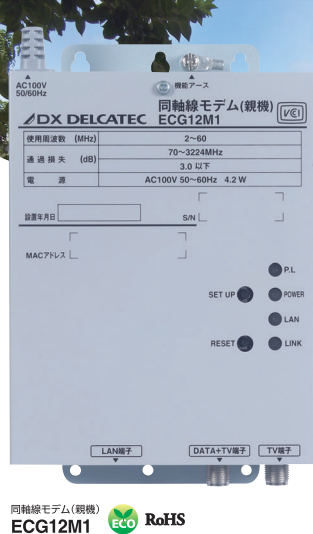 AC100V
50/60Hz
機能アース
同軸線モデム(親機)
DX DELCATEC ECG12M1
VCI
使用周波数 (MHz) 2~60
通過損失 (dB) 70~3224MHz
3.0 以下
電源 AC100V 50~60Hz 4.2W
設置年月日
S/N
MACアドレス
P.L
SET UP POWER
LAN
RESET LINK
LAN端子 DATA+TV端子 TV端子
同軸線モデム(親機)
ECG12M1 ECO RoHS